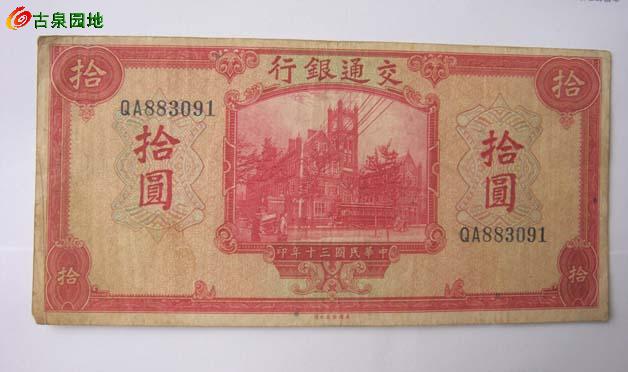 古泉园地
拾
行銀通交
拾
QA883091
拾圓
拾圓
QA883091
印年十三國民華中
拾
拾